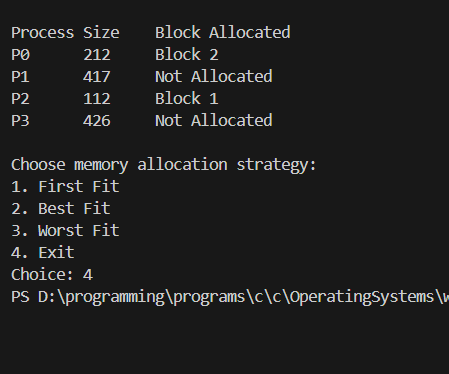 Process Size    Block Allocated
P0      212     Block 2
P1      417     Not Allocated
P2      112     Block 1
P3      426     Not Allocated
Choose memory allocation strategy:
1. First Fit
2. Best Fit
3. Worst Fit
4. Exit
Choice: 4
PS D:\programming\programs\c\c\OperatingSystems\